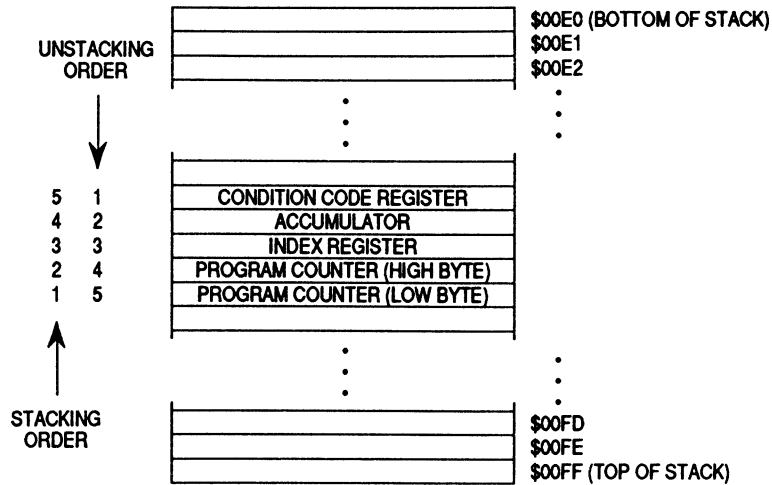 $00E0 (BOTTOM OF STACK)
$00E1
$00E2
UNSTACKING
ORDER
5 1 CONDITION CODE REGISTER
4 2 ACCUMULATOR
3 3 INDEX REGISTER
2 4 PROGRAM COUNTER (HIGH BYTE)
1 5 PROGRAM COUNTER (LOW BYTE)
STACKING
ORDER
$00FD
$00FE
$00FF (TOP OF STACK)